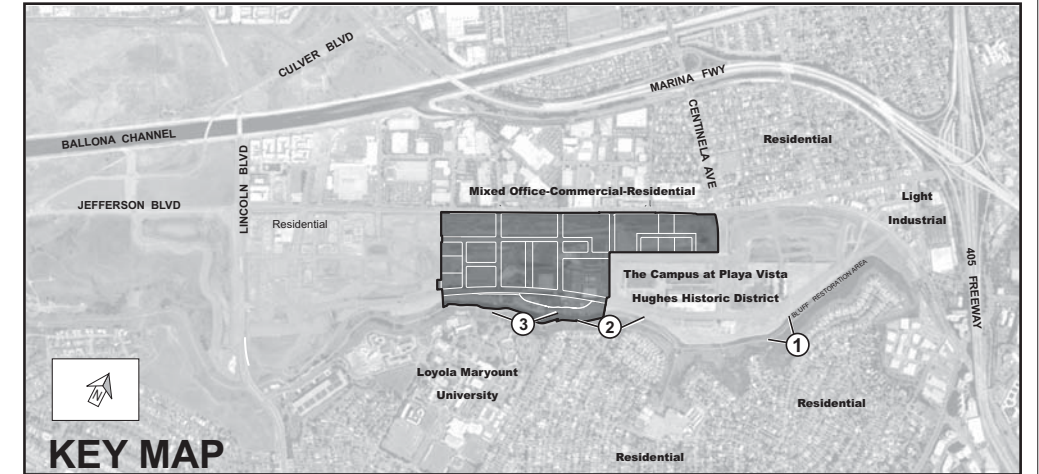 CULVER BLVD
MARINA FWY
BALLONA CHANNEL
CENTINELA AVE
Residential
LINCOLN BLVD
Mixed Office-Commercial-Residential
Light
Industrial
JEFFERSON BLVD
Residential
405 FREEWAY
The Campus at Playa Vista
Hughes Historic District
BLUFF RESTORATION AREA
3
2
1
Loyola Maryount
University
Residential
N
KEY MAP
Residential